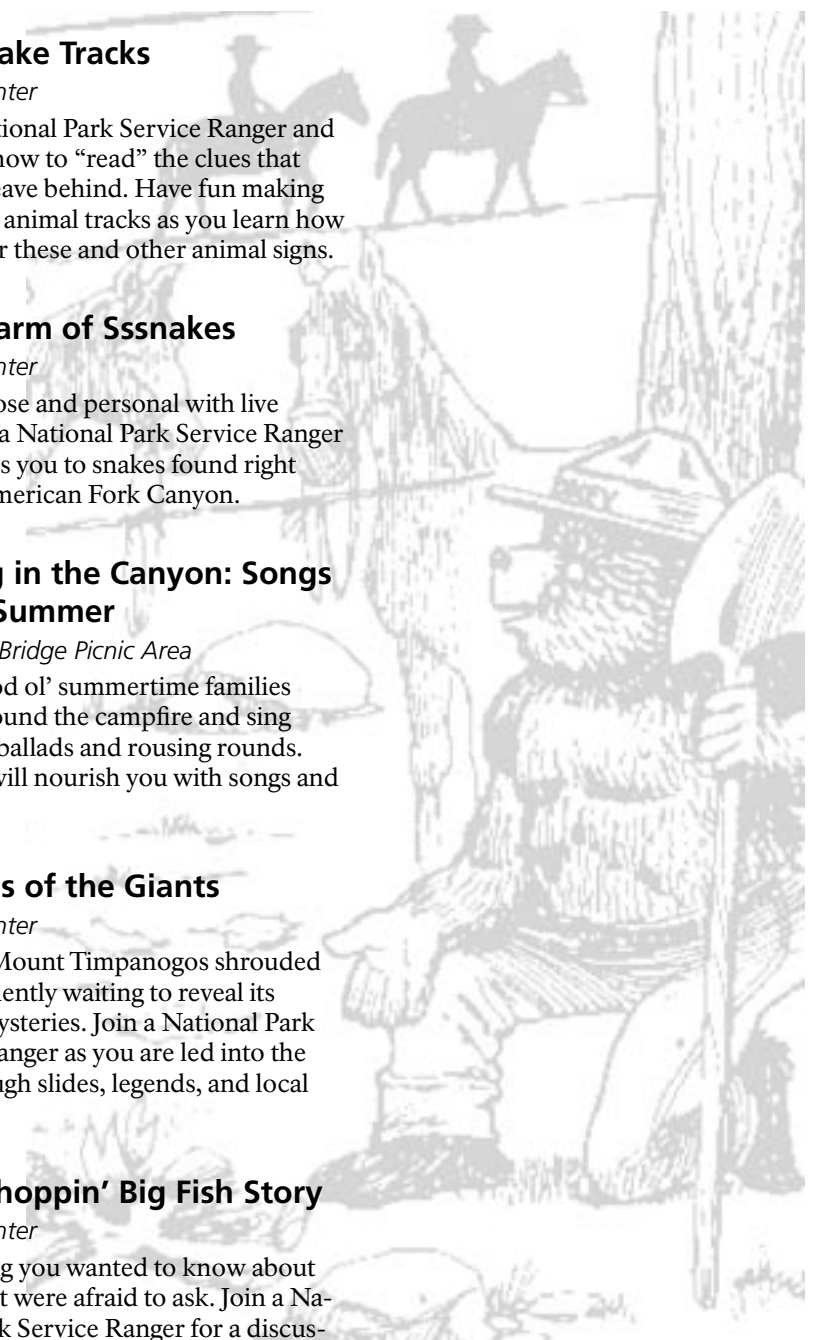 ake Tracks
nter
tional Park Service Ranger and
how to “read” the clues that
eave behind. Have fun making
animal tracks as you learn how
r these and other animal signs.
arm of Sssnakes
nter
ose and personal with live
a National Park Service Ranger
s you to snakes found right
merican Fork Canyon.
g in the Canyon: Songs
Summer
Bridge Picnic Area
od ol’ summertime families
ound the campfire and sing
ballads and rousing rounds.
will nourish you with songs and
s of the Giants
nter
Mount Timpanogos shrouded
ently waiting to reveal its
ysteries. Join a National Park
anger as you are led into the
ugh slides, legends, and local
hoppin’ Big Fish Story
nter
g you wanted to know about
t were afraid to ask. Join a Na-
k Service Ranger for a discus-